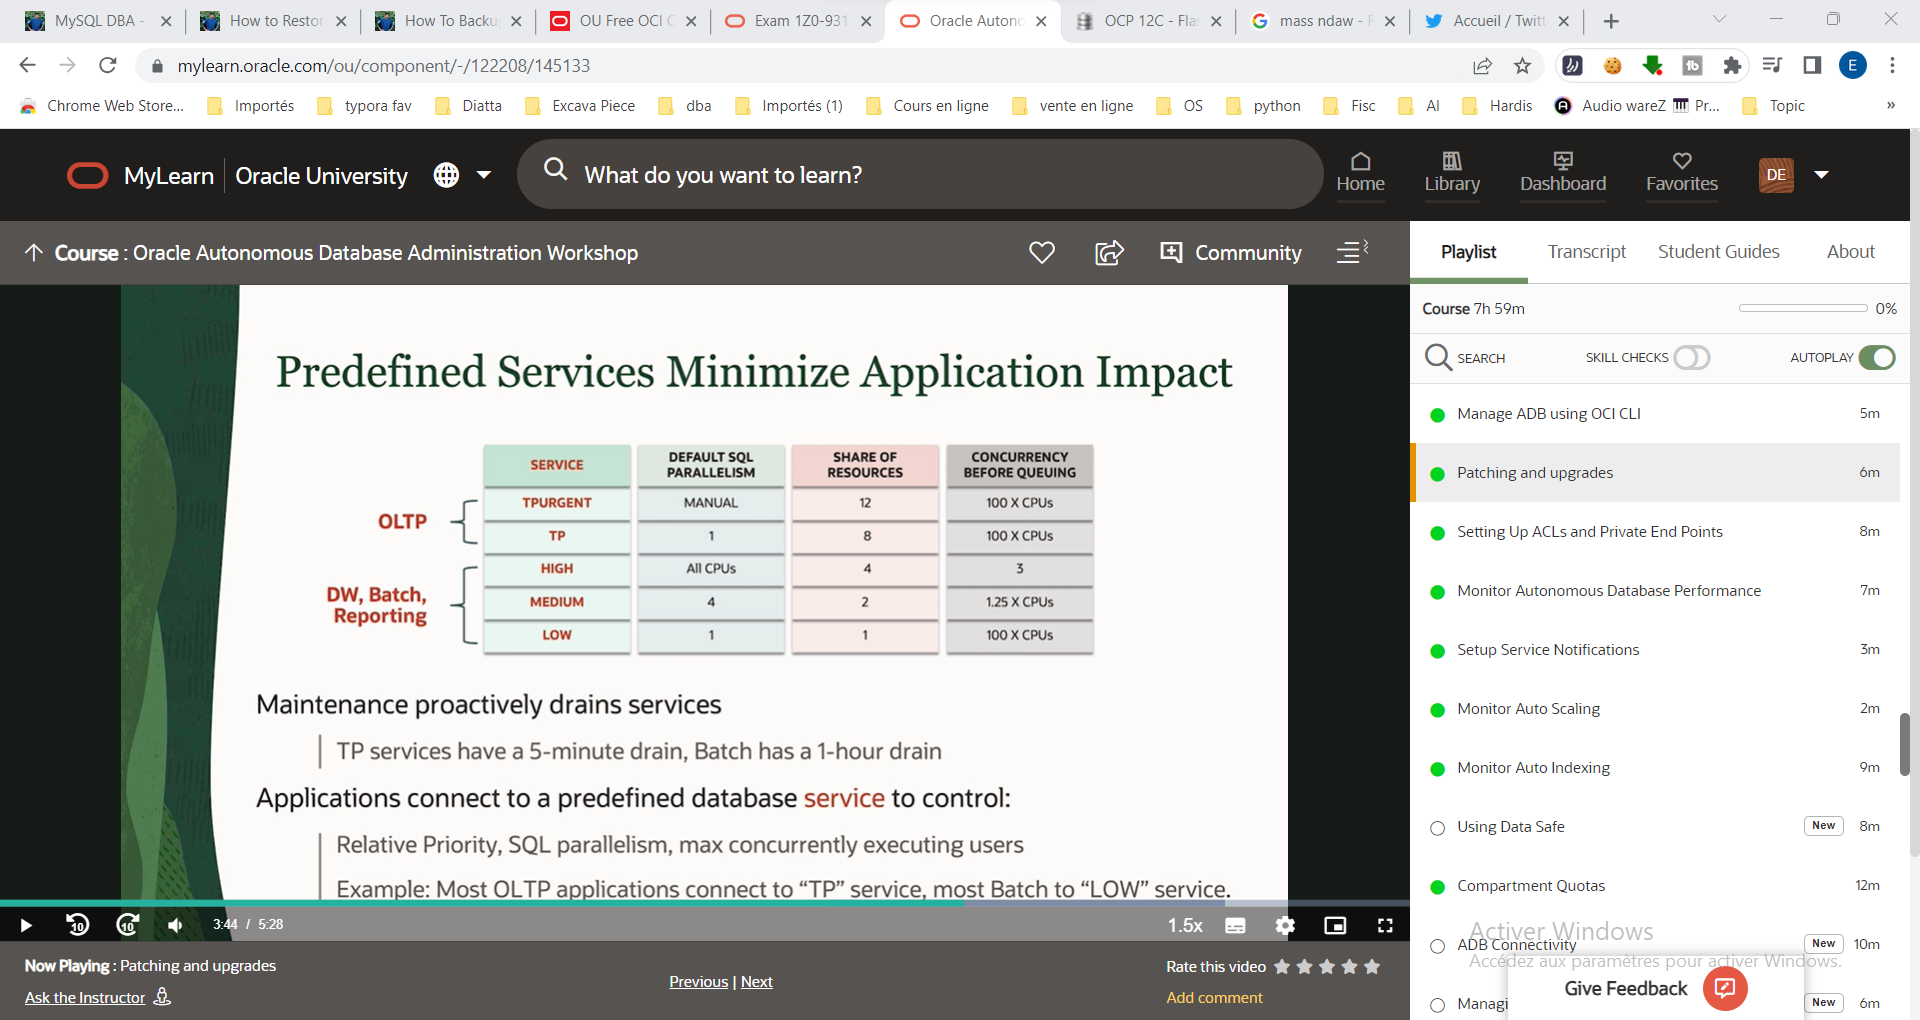 MySQL DBA -
How to Restor
How To Backu
OU Free OCI C
Exam 1Z0-931
Oracle Autono
OCP 12C - Flas
mass ndaw - R
Accueil / Twitt
mylearn.oracle.com/ou/component/-/122208/145133
E
Chrome Web Store...
Importés
typora fav
Diatta
Excava Piece
dba
Importés (1)
Cours en ligne
vente en ligne
OS
python
Fisc
AI
Hardis
Audio wareZ
Pr...
Topic
»
MyLearn
Oracle University
What do you want to learn?
Home
Library
Dashboard
Favorites
DE
Course : Oracle Autonomous Database Administration Workshop
Community
Playlist
Transcript
Student Guides
About
Course 7h 59m
0%
SEARCH
SKILL CHECKS
AUTOPLAY
Predefined Services Minimize Application Impact
SERVICE
DEFAULT SQL
PARALLELISM
SHARE OF
RESOURCES
CONCURRENCY
BEFORE QUEUING
OLTP
TPURGENT MANUAL 12 100 X CPUs
TP 1 8 100 X CPUs
DW, Batch,
Reporting
HIGH All CPUs 4 3
MEDIUM 4 2 1.25 X CPUs
LOW 1 1 100 X CPUs
Maintenance proactively drains services
TP services have a 5-minute drain, Batch has a 1-hour drain
Applications connect to a predefined database service to control:
Relative Priority, SQL parallelism, max concurrently executing users
Example: Most OLTP applications connect to “TP” service, most Batch to “LOW” service.
10
10
3:44 / 5:28
1.5x
Now Playing : Patching and upgrades
Ask the Instructor
Previous | Next
Rate this video
Add comment
Manage ADB using OCI CLI 5m
Patching and upgrades 6m
Setting Up ACLs and Private End Points 8m
Monitor Autonomous Database Performance 7m
Setup Service Notifications 3m
Monitor Auto Scaling 2m
Monitor Auto Indexing 9m
Using Data Safe New 8m
Compartment Quotas 12m
Activer Windows
ADB Connectivity New 10m
Accédez aux paramètres pour activer Windows.
Give Feedback
Managi New 6m